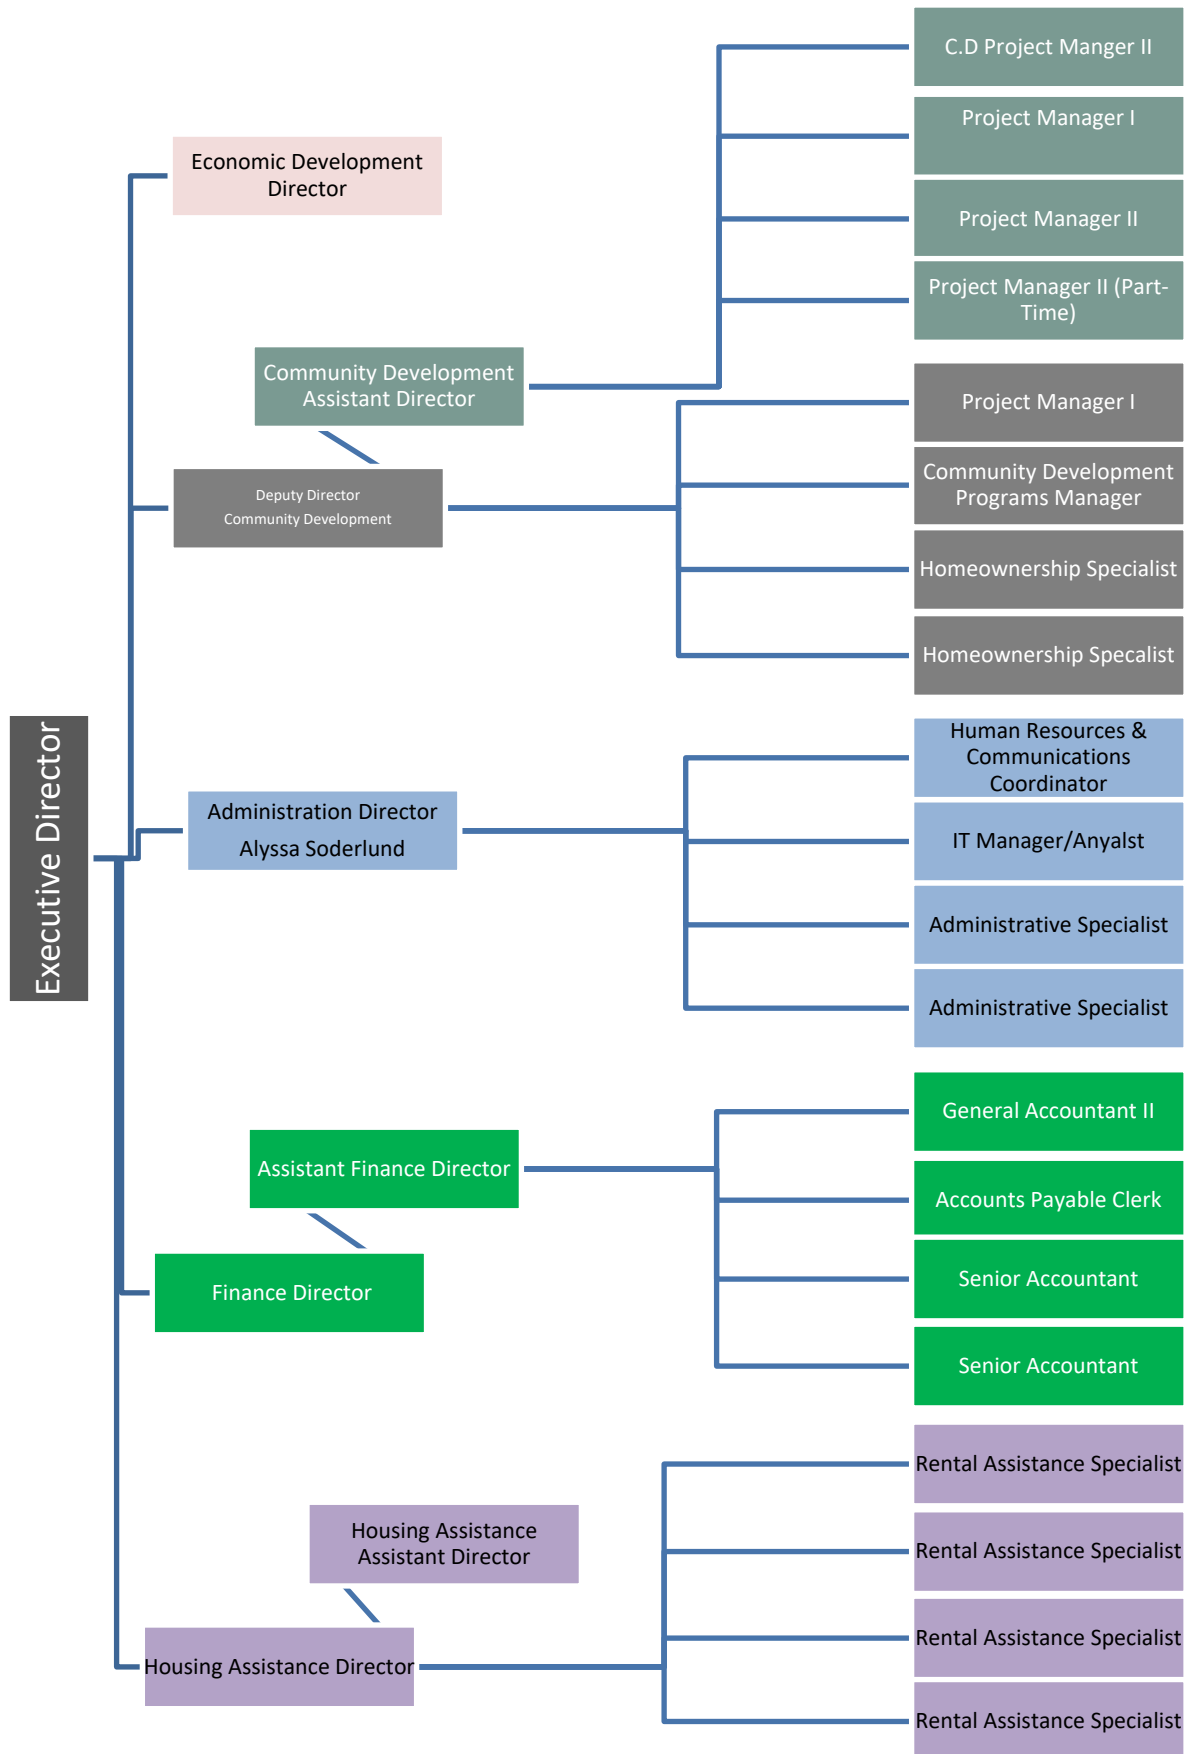 C.D Project Manger II
Project Manager I
Economic Development
Director
Project Manager II
Project Manager II (Part-
Time)
Community Development
Assistant Director
Project Manager I
Deputy Director
Community Development
Community Development
Programs Manager
Homeownership Specialist
Homeownership Specalist
Executive Director
Human Resources &
Communications
Coordinator
Administration Director
Alyssa Soderlund
IT Manager/Anyalst
Administrative Specialist
Administrative Specialist
General Accountant II
Assistant Finance Director
Accounts Payable Clerk
Finance Director
Senior Accountant
Senior Accountant
Rental Assistance Specialist
Housing Assistance
Assistant Director
Rental Assistance Specialist
Housing Assistance Director
Rental Assistance Specialist
Rental Assistance Specialist